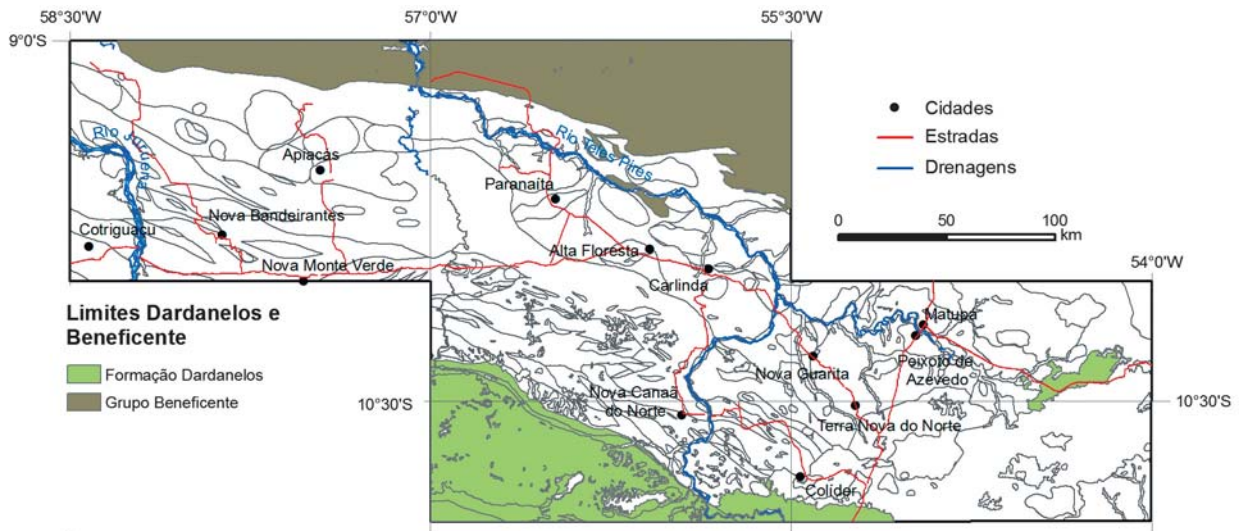 58°30'W
57°0'W
55°30'W
9°0'S
Cidades
Estradas
Drenagens
Rio Juruena
Rio Teles Pires
Apiacás
Paranaíta
Nova Bandeirantes
Cotriguaçu
0 50 100
km
Alta Floresta
Nova Monte Verde
54°0'W
Carlinda
Limites Dardanelos e
Beneficente
Matupá
Peixoto de
Azevedo
Formação Dardanelos
Nova Guarita
Grupo Beneficente
Nova Canaã
do Norte
10°30'S
Terra Nova do Norte
Colíder